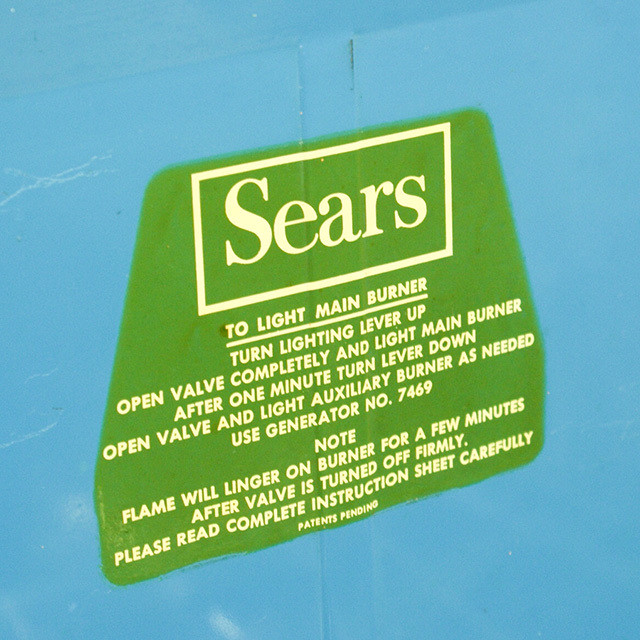 Sears
TO LIGHT MAIN BURNER
TURN LIGHTING LEVER UP
OPEN VALVE COMPLETELY AND LIGHT MAIN BURNER
AFTER ONE MINUTE TURN LEVER DOWN
OPEN VALVE AND LIGHT AUXILIARY BURNER AS NEEDED
USE GENERATOR NO. 7469
NOTE
FLAME WILL LINGER ON BURNER FOR A FEW MINUTES
AFTER VALVE IS TURNED OFF FIRMLY.
PLEASE READ COMPLETE INSTRUCTION SHEET CAREFULLY
PATENTS PENDING